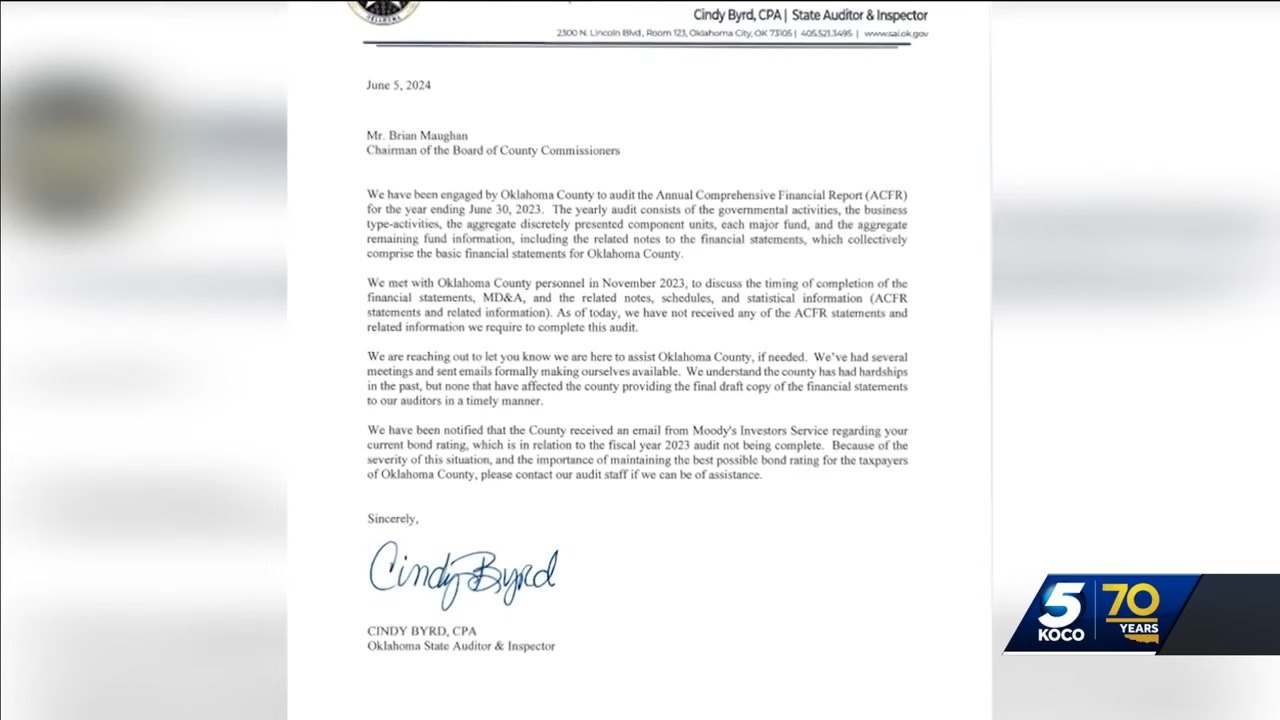 OKLAHOMA
Cindy Byrd, CPA | State Auditor & Inspector
2300 N. Lincoln Blvd., Room 123, Oklahoma City, OK 73105 | 405.521.3495 | www.sai.ok.gov
June 5, 2024
Mr. Brian Maughan
Chairman of the Board of County Commissioners
We have been engaged by Oklahoma County to audit the Annual Comprehensive Financial Report (ACFR)
for the year ending June 30, 2023. The yearly audit consists of the governmental activities, the business
type-activities, the aggregate discretely presented component units, each major fund, and the aggregate
remaining fund information, including the related notes to the financial statements, which collectively
comprise the basic financial statements for Oklahoma County.
We met with Oklahoma County personnel in November 2023, to discuss the timing of completion of the
financial statements, MD&A, and the related notes, schedules, and statistical information (ACFR
statements and related information). As of today, we have not received any of the ACFR statements and
related information we require to complete this audit.
We are reaching out to let you know we are here to assist Oklahoma County, if needed. We've had several
meetings and sent emails formally making ourselves available. We understand the county has had hardships
in the past, but none that have affected the county providing the final draft copy of the financial statements
to our auditors in a timely manner.
We have been notified that the County received an email from Moody's Investors Service regarding your
current bond rating, which is in relation to the fiscal year 2023 audit not being complete. Because of the
severity of this situation, and the importance of maintaining the best possible bond rating for the taxpayers
of Oklahoma County, please contact our audit staff if we can be of assistance.
Sincerely,
Cindy Byrd
CINDY BYRD, CPA
Oklahoma State Auditor & Inspector
5 KOCO
70 YEARS